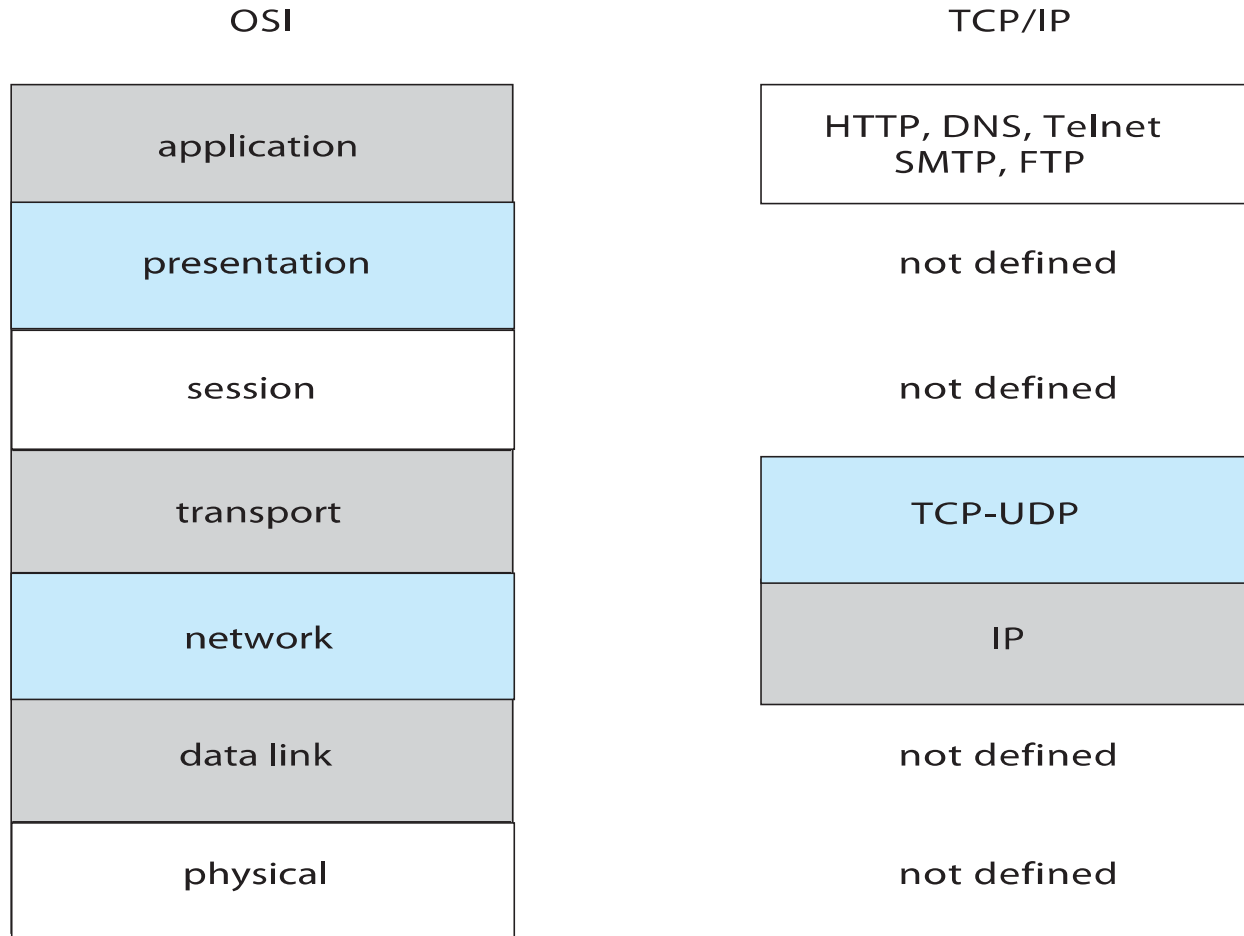 OSI
TCP/IP
application
HTTP, DNS, Telnet
SMTP, FTP
presentation
not defined
session
not defined
transport
TCP-UDP
network
IP
data link
not defined
physical
not defined